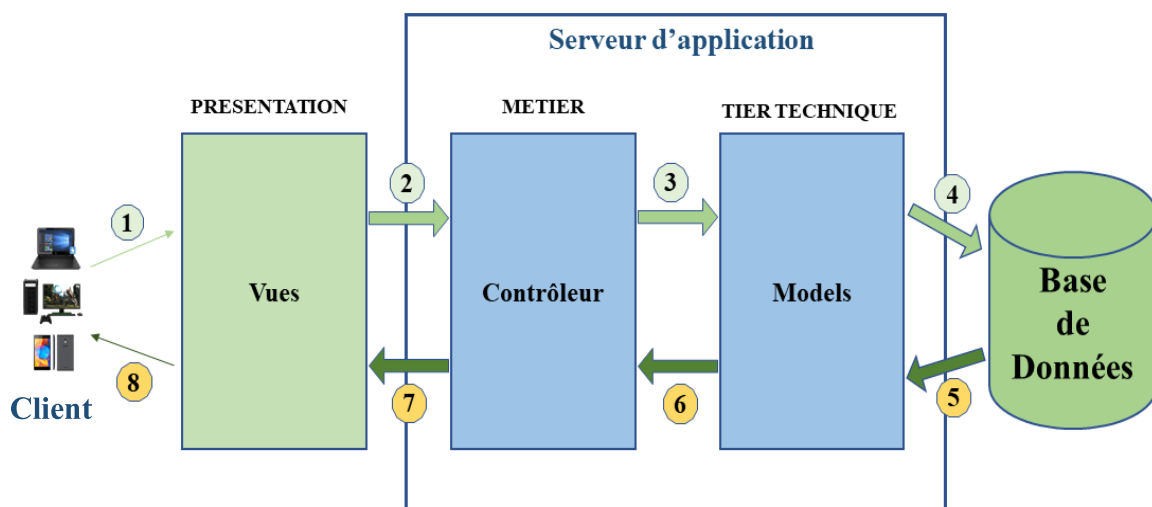 Serveur d’application
PRESENTATION
METIER
TIER TECHNIQUE
1
2
3
4
Vues
Contrôleur
Models
Base
de
Données
8
7
6
5
Client